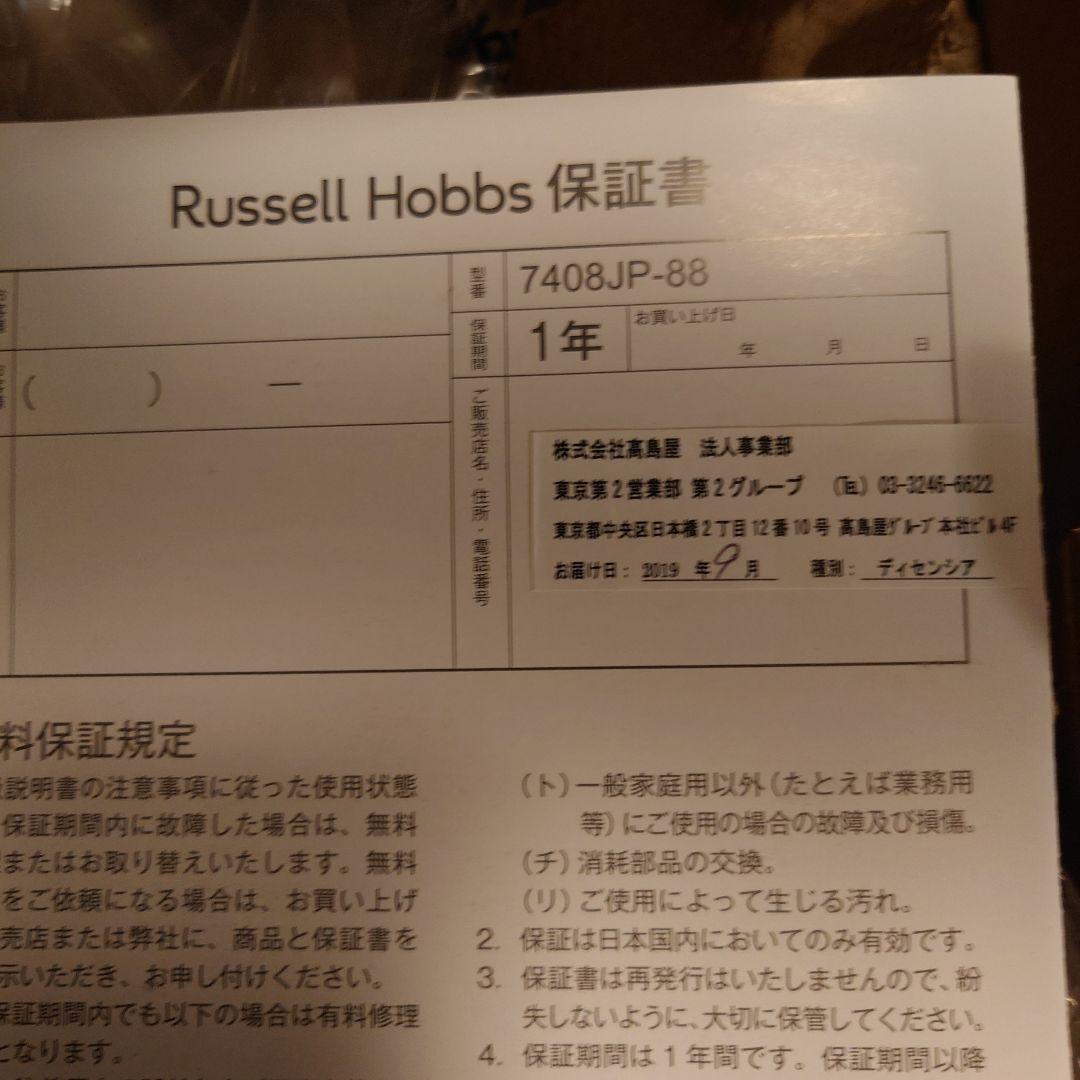 Russell Hobbs 保証書
型番
7408JP-88
保証期間
1年
お買い上げ日
年 月 日
( ) ー
ご販売店名・住所・電話番号
株式会社髙島屋 法人事業部
東京第2営業部 第2グループ (℡) 03-3246-6622
東京都中央区日本橋2丁目12番10号 髙島屋グループ本社ビル4F
お届け日: 2019 年9月 種別: ディセンシア
料保証規定
説明書の注意事項に従った使用状態
保証期間内に故障した場合は、無料
またはお取り替えいたします。無料
をご依頼になる場合は、お買い上げ
売店または弊社に、商品と保証書を
示いただき、お申し付けください。
保証期間内でも以下の場合は有料修理
となります。
(ト)一般家庭用以外(たとえば業務用
等)にご使用の場合の故障及び損傷。
(チ)消耗部品の交換。
(リ)ご使用によって生じる汚れ。
2. 保証は日本国内においてのみ有効です。
3. 保証書は再発行はいたしませんので、紛
失しないように、大切に保管してください。
4. 保証期間は1年間です。保証期間以降